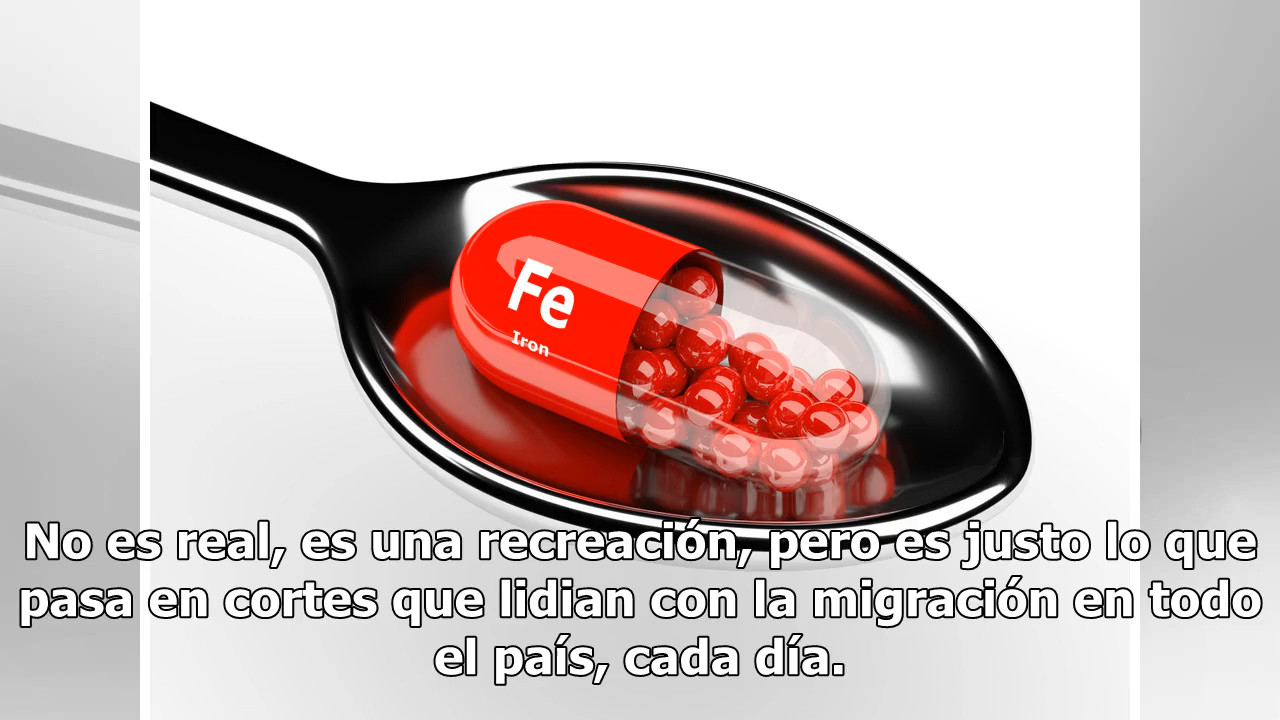 Fe
Iron
No es real, es una recreación, pero es justo lo que
pasa en cortes que lidian con la migración en todo
el país, cada día.